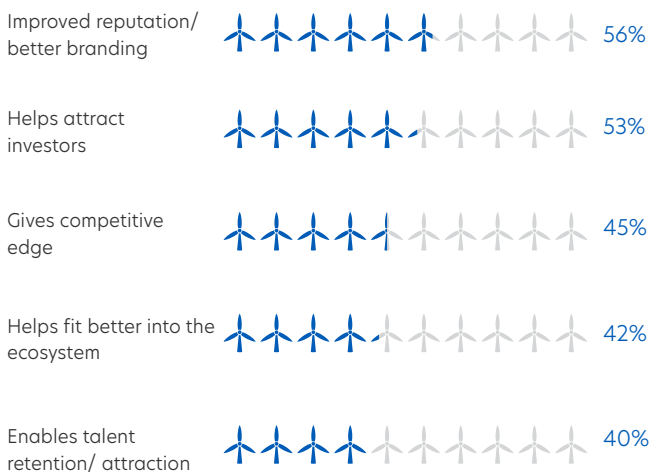 Improved reputation/
better branding
56%
Helps attract
investors
53%
Gives competitive
edge
45%
Helps fit better into the
ecosystem
42%
Enables talent
retention/ attraction
40%